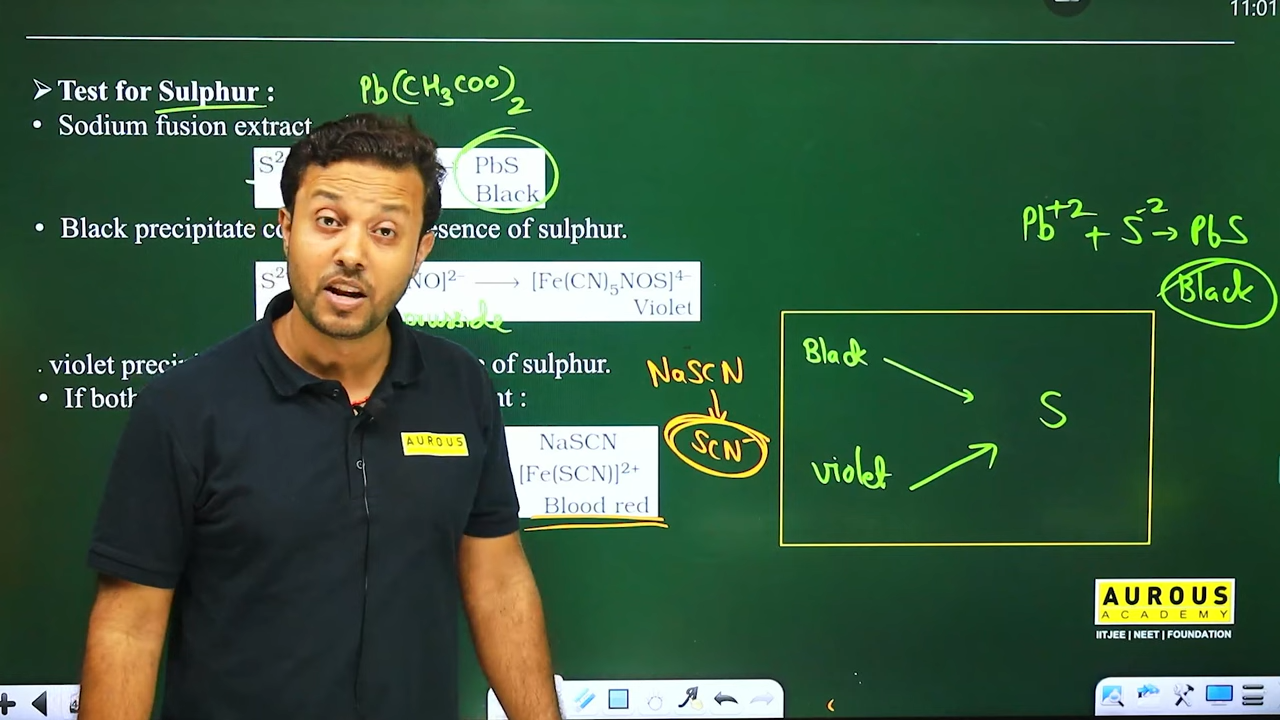 11:01
➤ Test for Sulphur :
Pb(CH₃COO)₂
• Sodium fusion extract
S²
PbS
Black
• Black precipitate
esence of sulphur.
Pb⁺² + S⁻² → PbS
Black
S²
NO]²⁻ ⟶ [Fe(CN)₅NOS]⁴⁻
Violet
violet preci
of sulphur.
• If both
t :
NaSCN
↓
SCN⁻
NaSCN
[Fe(SCN)]²⁺
Blood red
Black
S
violet
AUROUS
AUROUS
ACADEMY
IITJEE | NEET | FOUNDATION